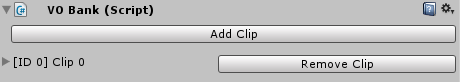 VO Bank (Script)
Add Clip
[ID 0] Clip 0
Remove Clip